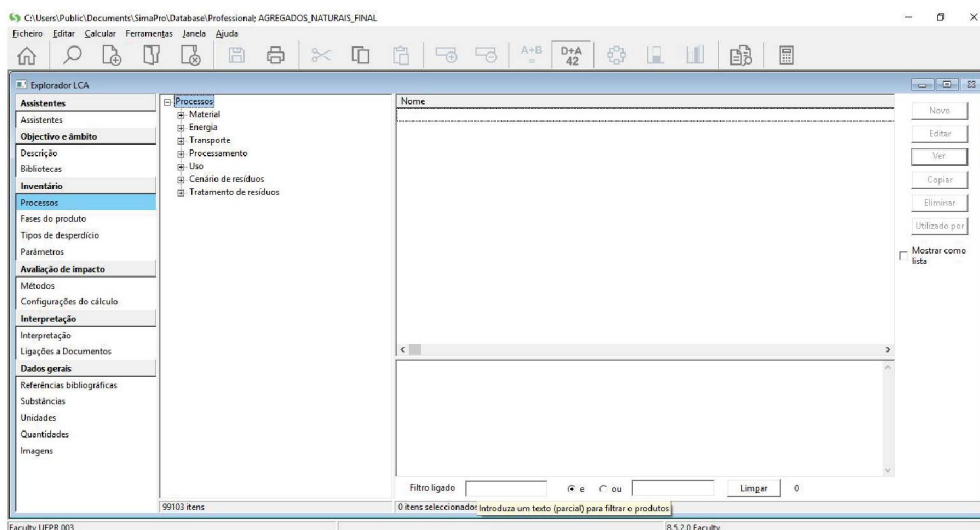 C:\Users\Public\Documents\SimaPro\Database\Professional; AGREGADOS_NATURAIS_FINAL
Ficheiro Editar Calcular Ferramentas Janela Ajuda
A+B
=
D+A
42
Explorador LCA
Assistentes
Assistentes
Objectivo e âmbito
Descrição
Bibliotecas
Inventário
Processos
Fases do produto
Tipos de desperdício
Parâmetros
Avaliação de impacto
Métodos
Configurações do cálculo
Interpretação
Interpretação
Ligações a Documentos
Dados gerais
Referências bibliográficas
Substâncias
Unidades
Quantidades
Imagens
Processos
Material
Energia
Transporte
Processamento
Uso
Cenário de resíduos
Tratamento de resíduos
Nome
Novo
Editar
Ver
Copiar
Eliminar
Utilizado por
Mostrar como
lista
Filtro ligado e ou Limpar 0
99103 itens
0 itens seleccionados
Introduza um texto (parcial) para filtrar o produtos
Faculty UFPR 003
8.5.2.0 Faculty